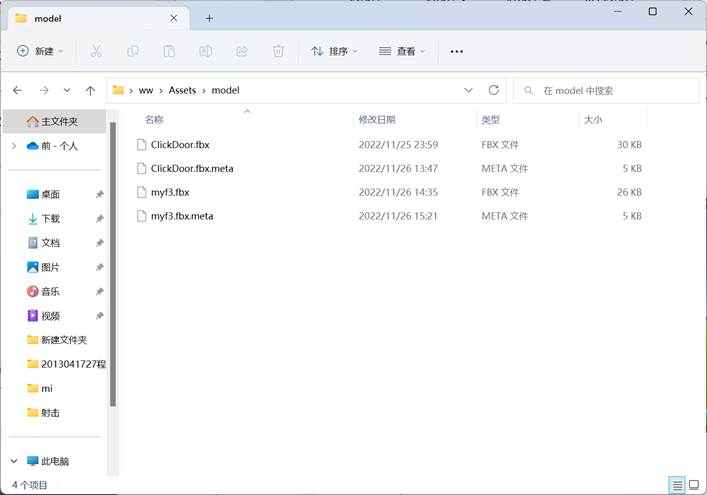 model
新建
排序
查看
ww Assets model
在 model 中搜索
名称 修改日期 类型 大小
ClickDoor.fbx 2022/11/25 23:59 FBX 文件 30 KB
ClickDoor.fbx.meta 2022/11/26 13:47 META 文件 5 KB
myf3.fbx 2022/11/26 14:35 FBX 文件 26 KB
myf3.fbx.meta 2022/11/26 15:21 META 文件 5 KB
主文件夹
前 - 个人
桌面
下载
文档
图片
音乐
视频
新建文件夹
2013041727程
mi
射击
此电脑
4 个项目